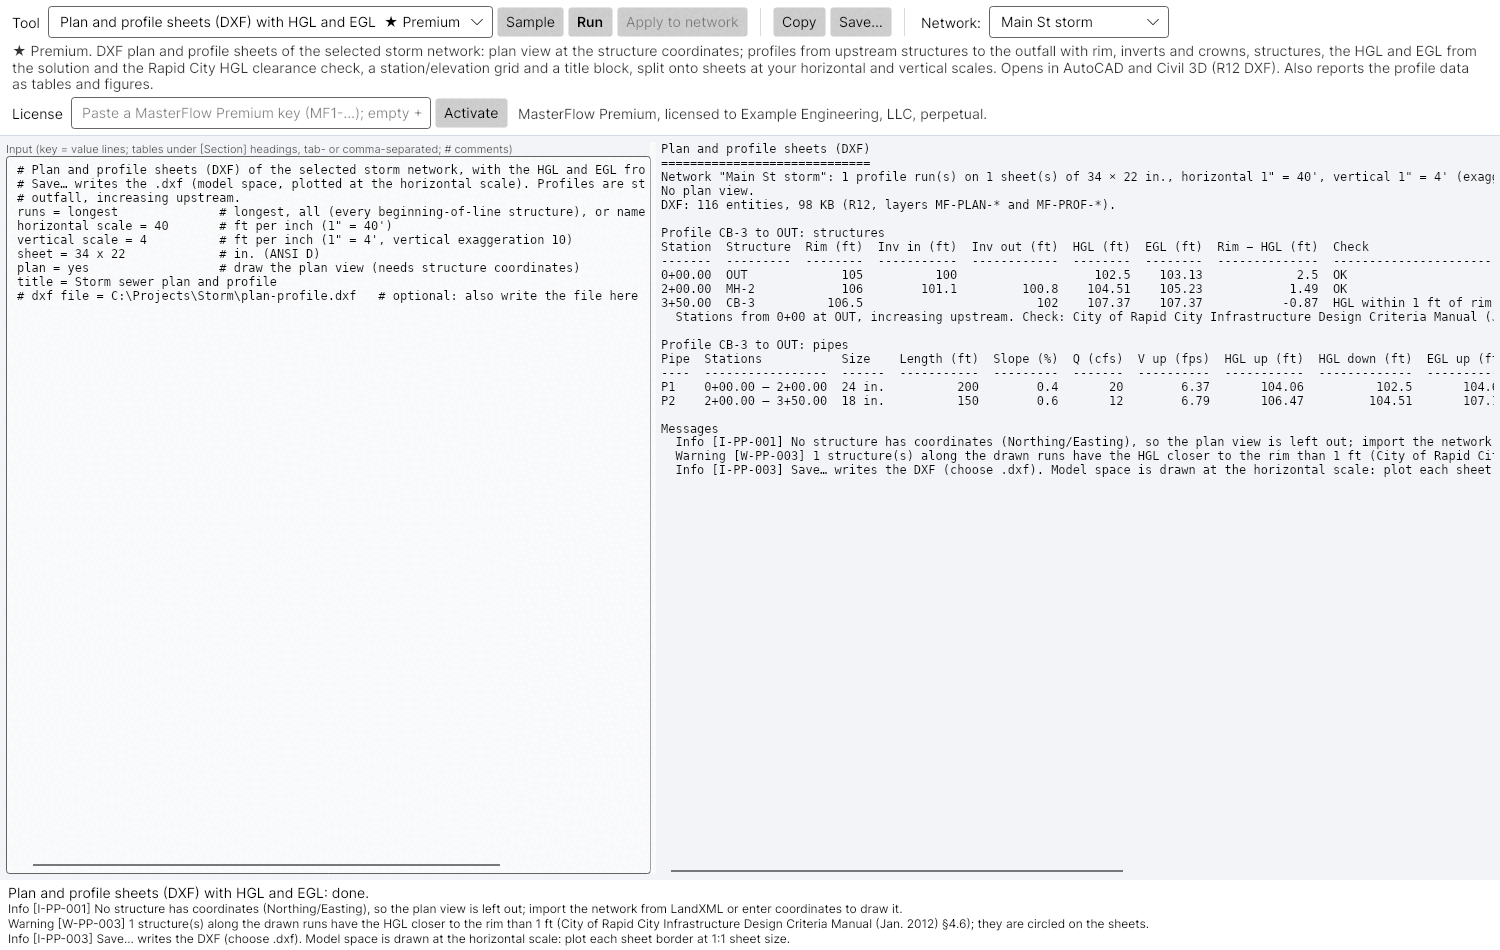 Tool Plan and profile sheets (DXF) with HGL and EGL ★ Premium Sample Run Apply to network Copy Save... Network: Main St storm
★ Premium. DXF plan and profile sheets of the selected storm network: plan view at the structure coordinates; profiles from upstream structures to the outfall with rim, inverts and crowns, structures, the HGL and EGL from
the solution and the Rapid City HGL clearance check, a station/elevation grid and a title block, split onto sheets at your horizontal and vertical scales. Opens in AutoCAD and Civil 3D (R12 DXF). Also reports the profile data
as tables and figures.
License Paste a MasterFlow Premium key (MF1-...); empty + Activate MasterFlow Premium, licensed to Example Engineering, LLC, perpetual.
Input (key = value lines; tables under [Section] headings, tab- or comma-separated; # comments)
# Plan and profile sheets (DXF) of the selected storm network, with the HGL and EGL fro
# Save… writes the .dxf (model space, plotted at the horizontal scale). Profiles are st
# outfall, increasing upstream.
runs = longest # longest, all (every beginning-of-line structure), or name
horizontal scale = 40 # ft per inch (1" = 40')
vertical scale = 4 # ft per inch (1" = 4', vertical exaggeration 10)
sheet = 34 x 22 # in. (ANSI D)
plan = yes # draw the plan view (needs structure coordinates)
title = Storm sewer plan and profile
# dxf file = C:\Projects\Storm\plan-profile.dxf # optional: also write the file here
Plan and profile sheets (DXF)
=============================
Network "Main St storm": 1 profile run(s) on 1 sheet(s) of 34 × 22 in., horizontal 1" = 40', vertical 1" = 4' (exag
No plan view.
DXF: 116 entities, 98 KB (R12, layers MF-PLAN-* and MF-PROF-*).
Profile CB-3 to OUT: structures
Station Structure Rim (ft) Inv in (ft) Inv out (ft) HGL (ft) EGL (ft) Rim − HGL (ft) Check
------- --------- -------- ----------- ------------ -------- -------- -------------- ----------------------
0+00.00 OUT 105 100 102.5 103.13 2.5 OK
2+00.00 MH-2 106 101.1 100.8 104.51 105.23 1.49 OK
3+50.00 CB-3 106.5 102 107.37 107.37 -0.87 HGL within 1 ft of rim
Stations from 0+00 at OUT, increasing upstream. Check: City of Rapid City Infrastructure Design Criteria Manual (
Profile CB-3 to OUT: pipes
Pipe Stations Size Length (ft) Slope (%) Q (cfs) V up (fps) HGL up (ft) HGL down (ft) EGL up (f
---- ----------------- ------ ----------- --------- ------- ---------- ----------- ------------- ----------
P1 0+00.00 – 2+00.00 24 in. 200 0.4 20 6.37 104.06 102.5 104.
P2 2+00.00 – 3+50.00 18 in. 150 0.6 12 6.79 106.47 104.51 107.
Messages
Info [I-PP-001] No structure has coordinates (Northing/Easting), so the plan view is left out; import the network
Warning [W-PP-003] 1 structure(s) along the drawn runs have the HGL closer to the rim than 1 ft (City of Rapid Ci
Info [I-PP-003] Save… writes the DXF (choose .dxf). Model space is drawn at the horizontal scale: plot each sheet
Plan and profile sheets (DXF) with HGL and EGL: done.
Info [I-PP-001] No structure has coordinates (Northing/Easting), so the plan view is left out; import the network from LandXML or enter coordinates to draw it.
Warning [W-PP-003] 1 structure(s) along the drawn runs have the HGL closer to the rim than 1 ft (City of Rapid City Infrastructure Design Criteria Manual (Jan. 2012) §4.6); they are circled on the sheets.
Info [I-PP-003] Save… writes the DXF (choose .dxf). Model space is drawn at the horizontal scale: plot each sheet border at 1:1 sheet size.